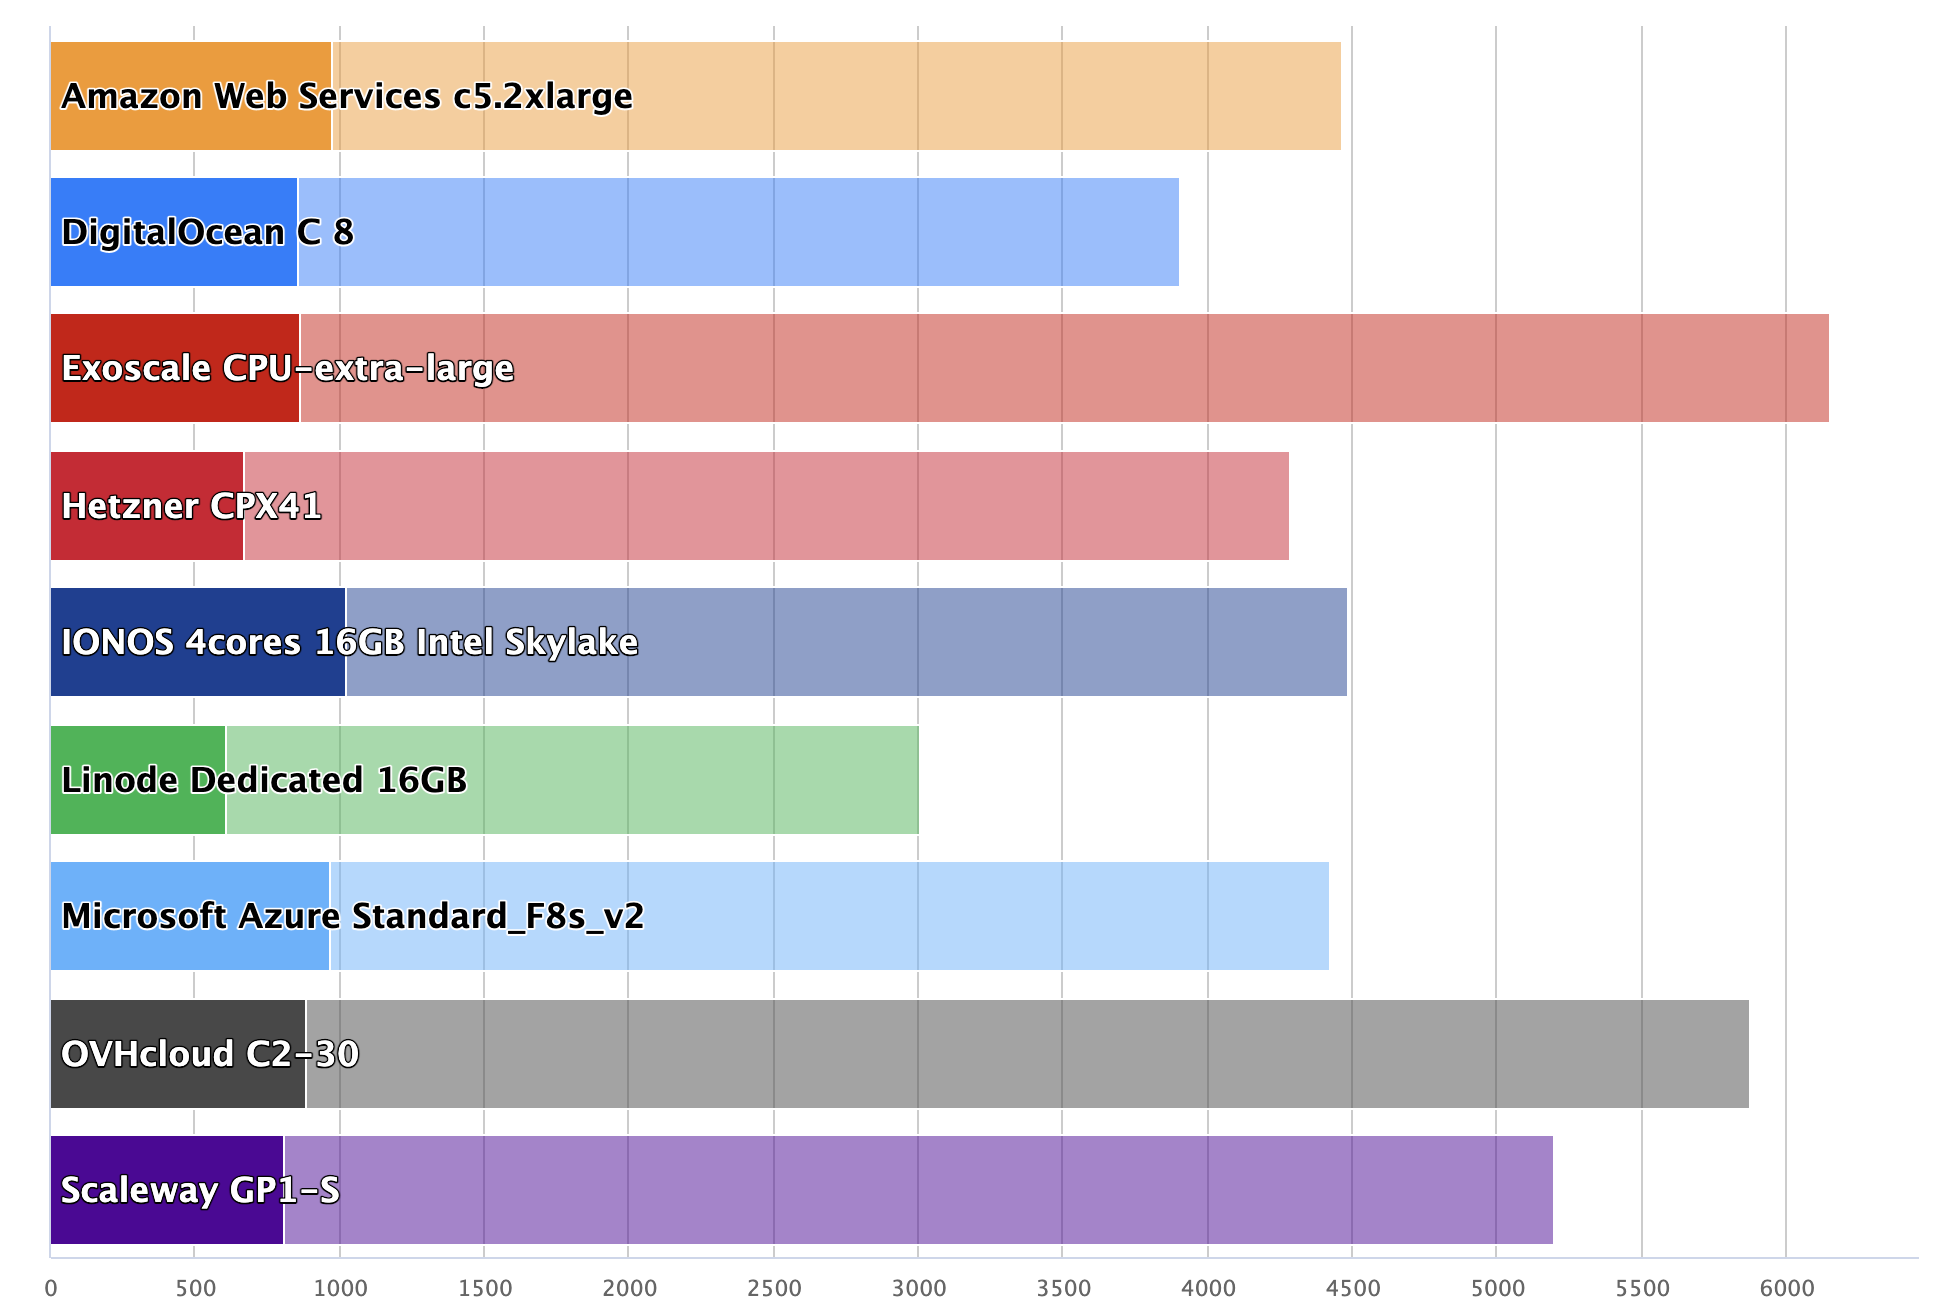 Amazon Web Services c5.2xlarge
DigitalOcean C 8
Exoscale CPU-extra-large
Hetzner CPX41
IONOS 4cores 16GB Intel Skylake
Linode Dedicated 16GB
Microsoft Azure Standard_F8s_v2
OVHcloud C2-30
Scaleway GP1-S
0 500 1000 1500 2000 2500 3000 3500 4000 4500 5000 5500 6000